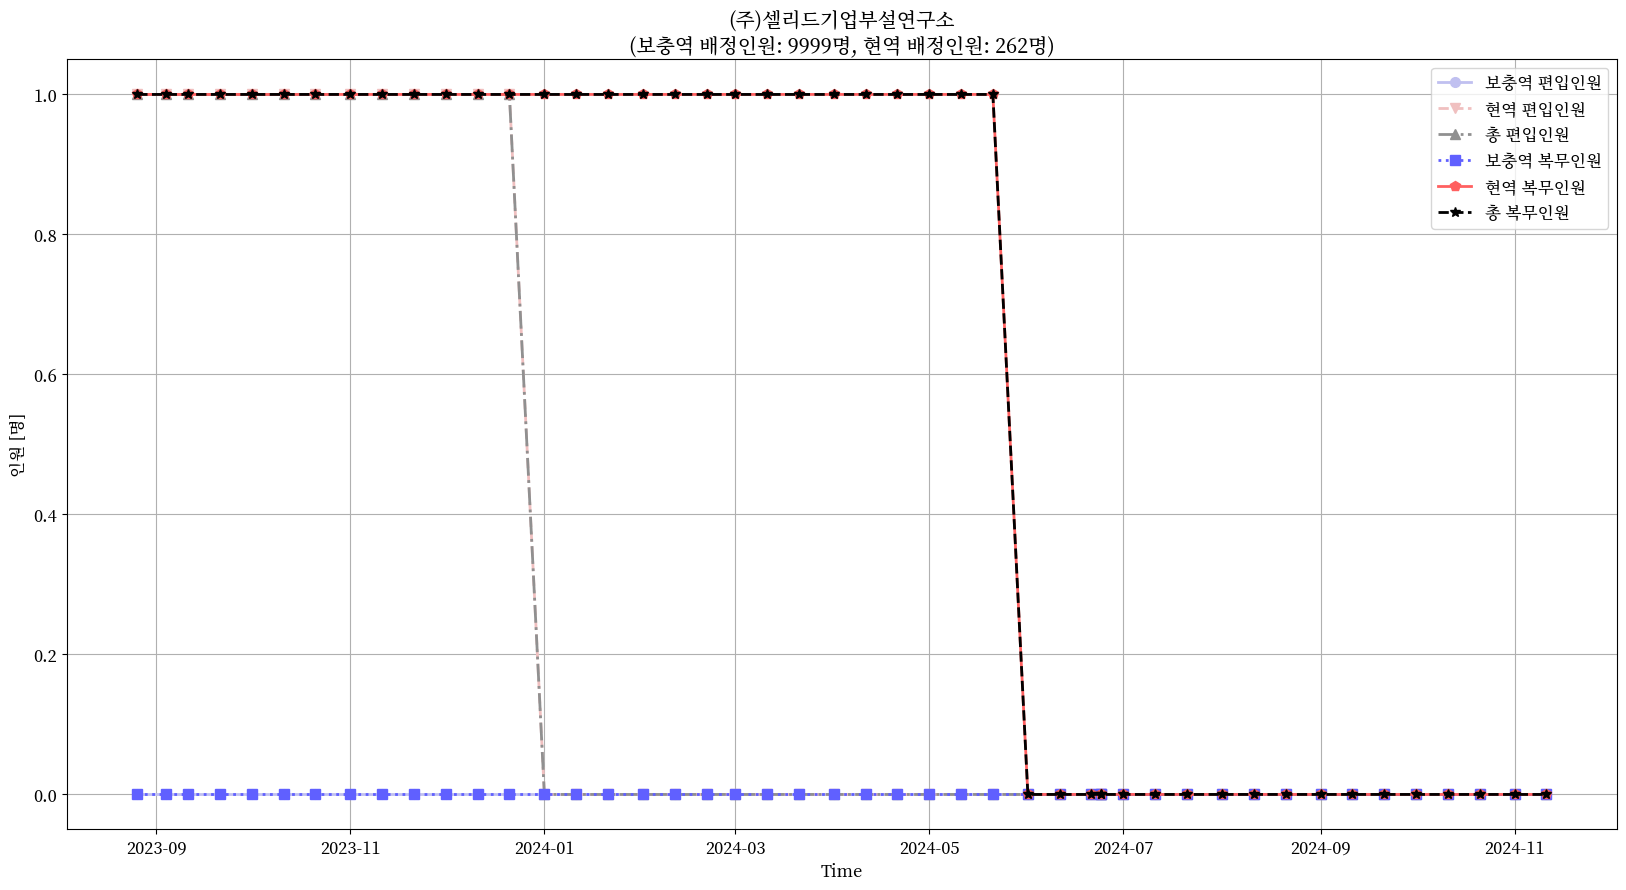 (주)셀리드기업부설연구소
(보충역 배정인원: 9999명, 현역 배정인원: 262명)
보충역 편입인원
현역 편입인원
총 편입인원
보충역 복무인원
현역 복무인원
총 복무인원
인원 [명]
1.0
0.8
0.6
0.4
0.2
0.0
2023-09
2023-11
2024-01
2024-03
2024-05
2024-07
2024-09
2024-11
Time